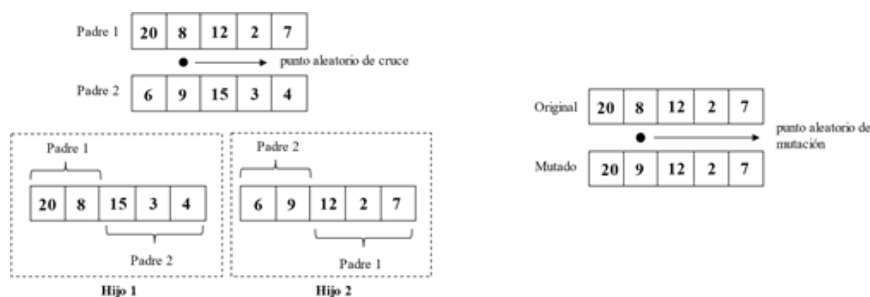 Padre 1 20 8 12 2 7
punto aleatorio de cruce
Padre 2 6 9 15 3 4
Padre 1
20 8 15 3 4
Padre 2
Hijo 1
Padre 2
6 9 12 2 7
Padre 1
Hijo 2
Original 20 8 12 2 7
punto aleatorio de
mutación
Mutado 20 9 12 2 7